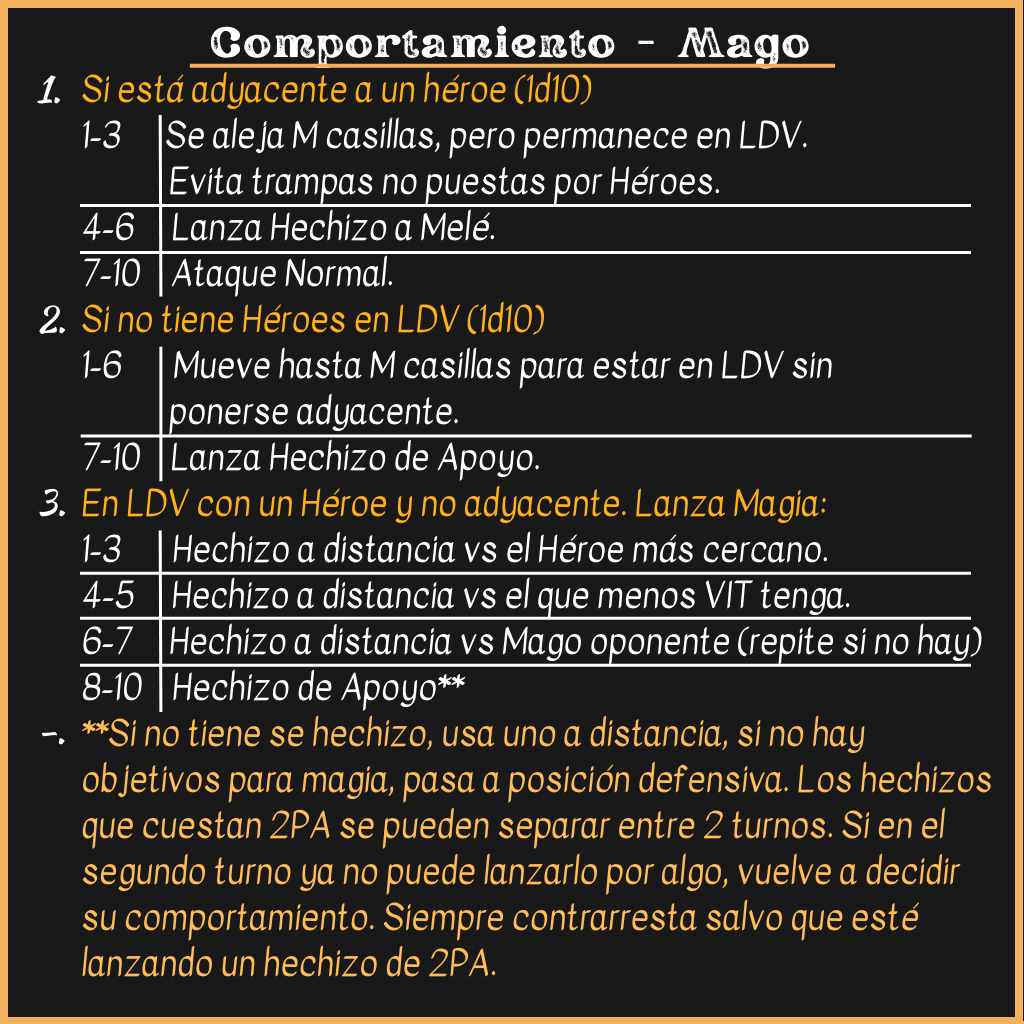 Comportamiento - Mago
1. Si está adyacente a un héroe (1d10)
1-3 Se aleja M casillas, pero permanece en LDV.
Evita trampas no puestas por Héroes.
4-6 Lanza Hechizo a Melé.
7-10 Ataque Normal.
2. Si no tiene Héroes en LDV (1d10)
1-6 Mueve hasta M casillas para estar en LDV sin
ponerse adyacente.
7-10 Lanza Hechizo de Apoyo.
3. En LDV con un Héroe y no adyacente. Lanza Magia:
1-3 Hechizo a distancia vs el Héroe más cercano.
4-5 Hechizo a distancia vs el que menos VIT tenga.
6-7 Hechizo a distancia vs Mago oponente (repite si no hay)
8-10 Hechizo de Apoyo**
-. **Si no tiene se hechizo, usa uno a distancia, si no hay
objetivos para magia, pasa a posición defensiva. Los hechizos
que cuestan 2PA se pueden separar entre 2 turnos. Si en el
segundo turno ya no puede lanzarlo por algo, vuelve a decidir
su comportamiento. Siempre contrarresta salvo que esté
lanzando un hechizo de 2PA.